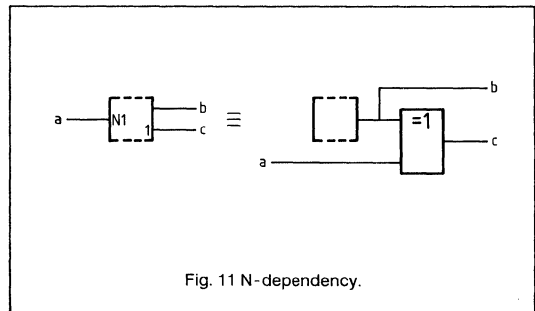 a N1 b
1 c
≡
b
=1
c
a
Fig. 11 N-dependency.